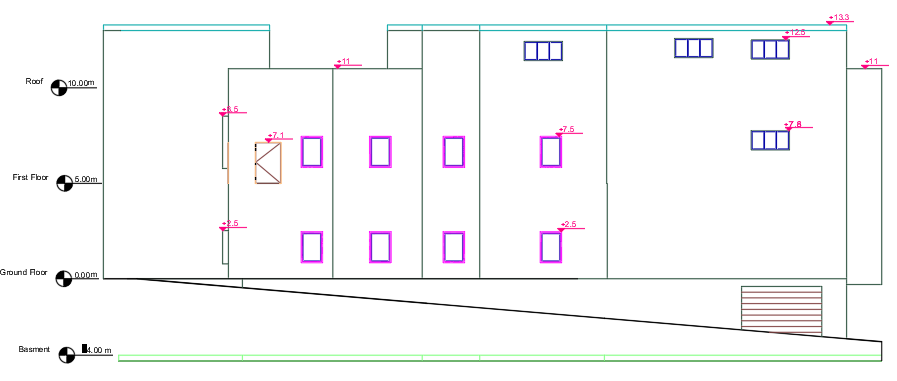 +13.3
+12.5
+11
+11
Roof 10.00m
+8.5
+7.1
+7.5
+7.8
First Floor 5.00m
+2.5
+2.5
Ground Floor 0.00m
Basment 4.00 m